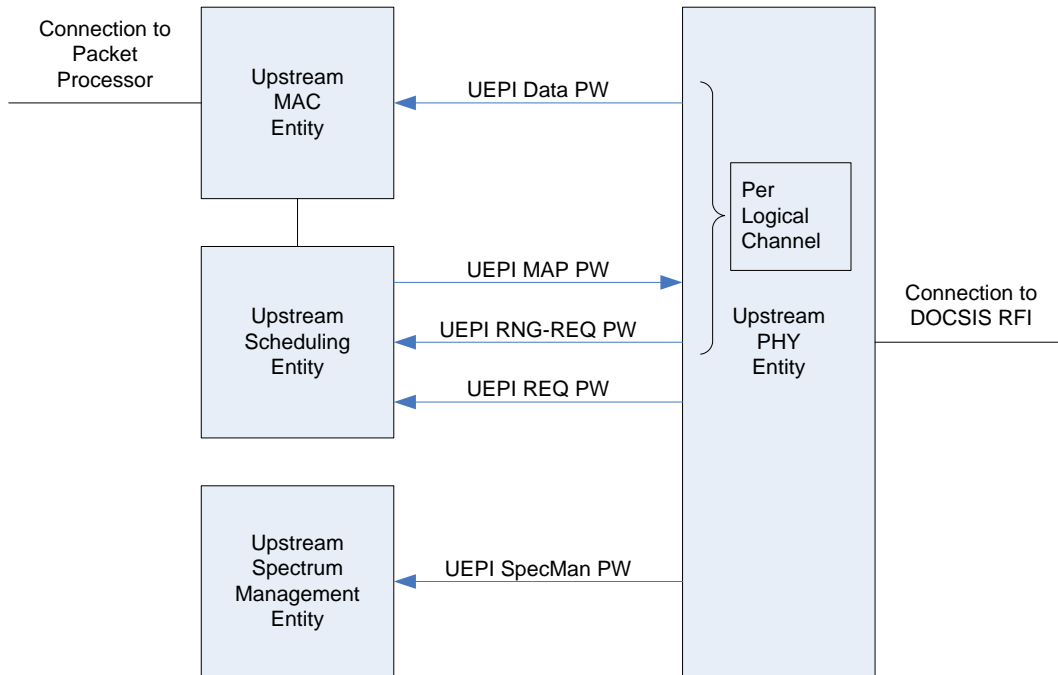 Connection to
Packet
Processor
Upstream
MAC
Entity
UEPI Data PW
Per
Logical
Channel
Upstream
Scheduling
Entity
UEPI MAP PW
UEPI RNG-REQ PW
UEPI REQ PW
Upstream
PHY
Entity
Connection to
DOCSIS RFI
Upstream
Spectrum
Management
Entity
UEPI SpecMan PW